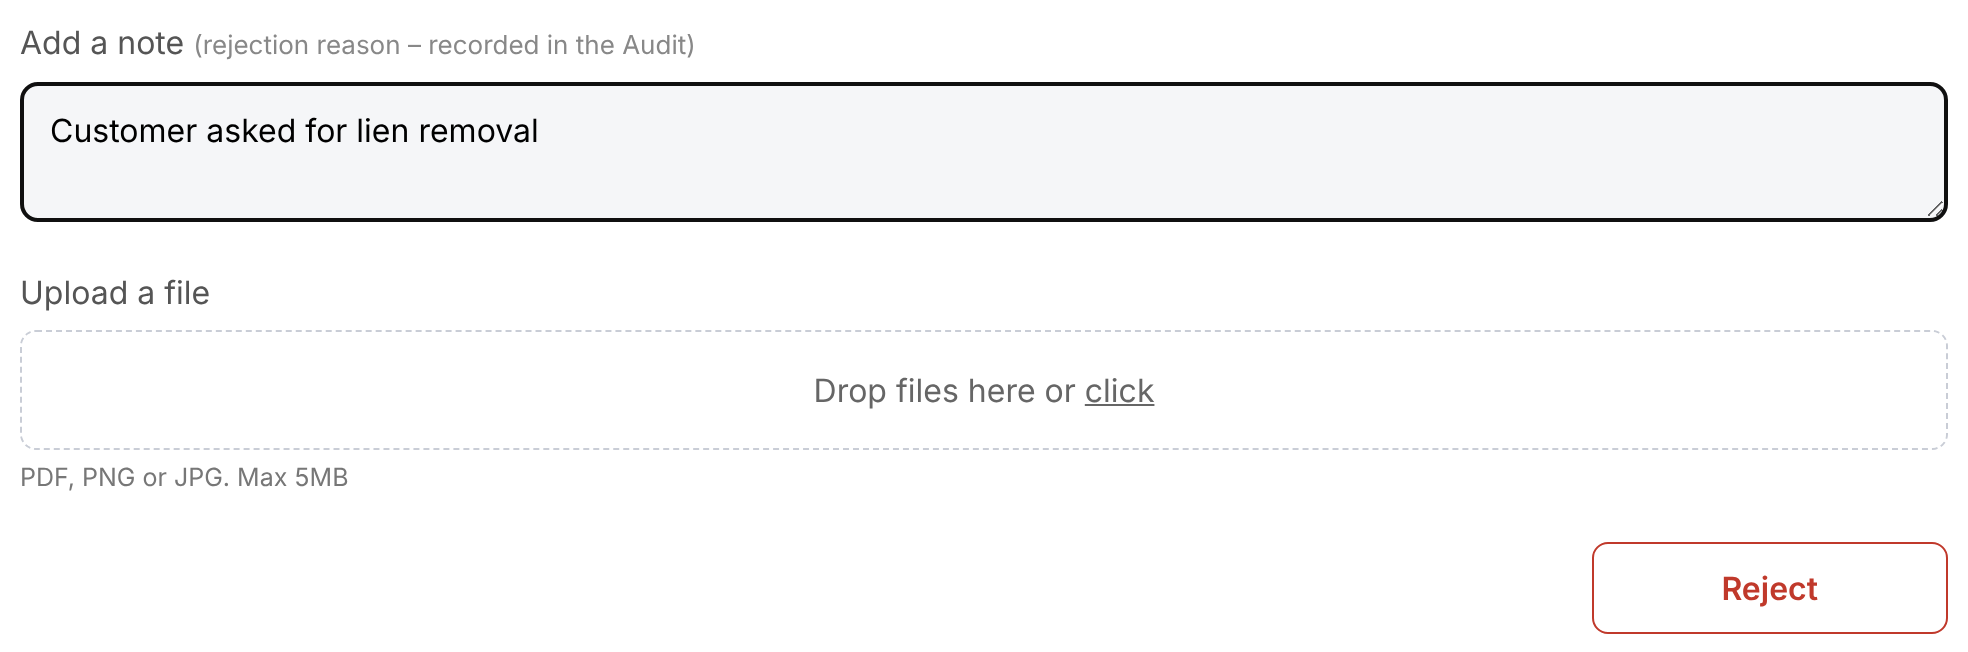 Add a note (rejection reason – recorded in the Audit)
Customer asked for lien removal
Upload a file
Drop files here or click
PDF, PNG or JPG. Max 5MB
Reject